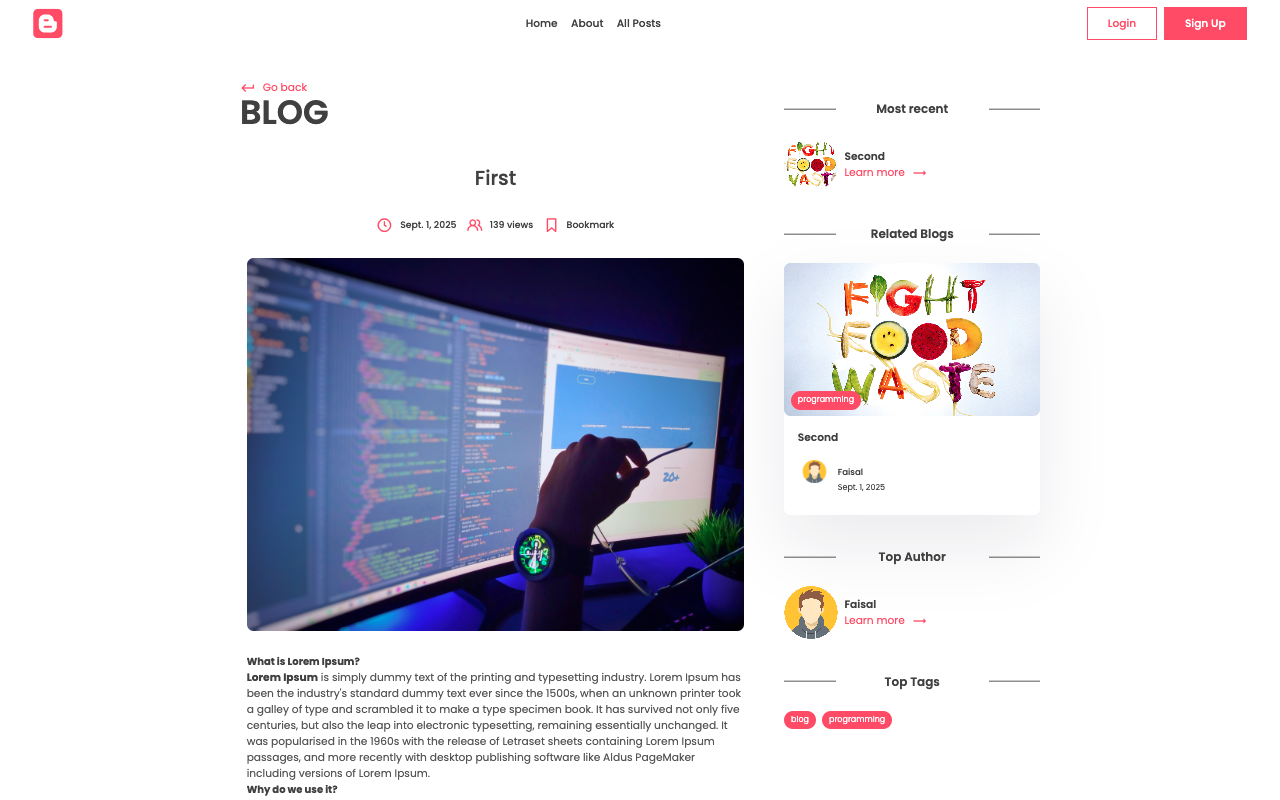 Home About All Posts
Login
Sign Up
Go back
BLOG
First
Sept. 1, 2025 139 views Bookmark
20+
What is Lorem Ipsum?
Lorem Ipsum is simply dummy text of the printing and typesetting industry. Lorem Ipsum has
been the industry's standard dummy text ever since the 1500s, when an unknown printer took
a galley of type and scrambled it to make a type specimen book. It has survived not only five
centuries, but also the leap into electronic typesetting, remaining essentially unchanged. It
was popularised in the 1960s with the release of Letraset sheets containing Lorem Ipsum
passages, and more recently with desktop publishing software like Aldus PageMaker
including versions of Lorem Ipsum.
Why do we use it?
Most recent
FIGHT
FOOD
WASTE
Second
Learn more
Related Blogs
FIGHT
FOOD
WASTE
programming
Second
Faisal
Sept. 1, 2025
Top Author
Faisal
Learn more
Top Tags
blog programming